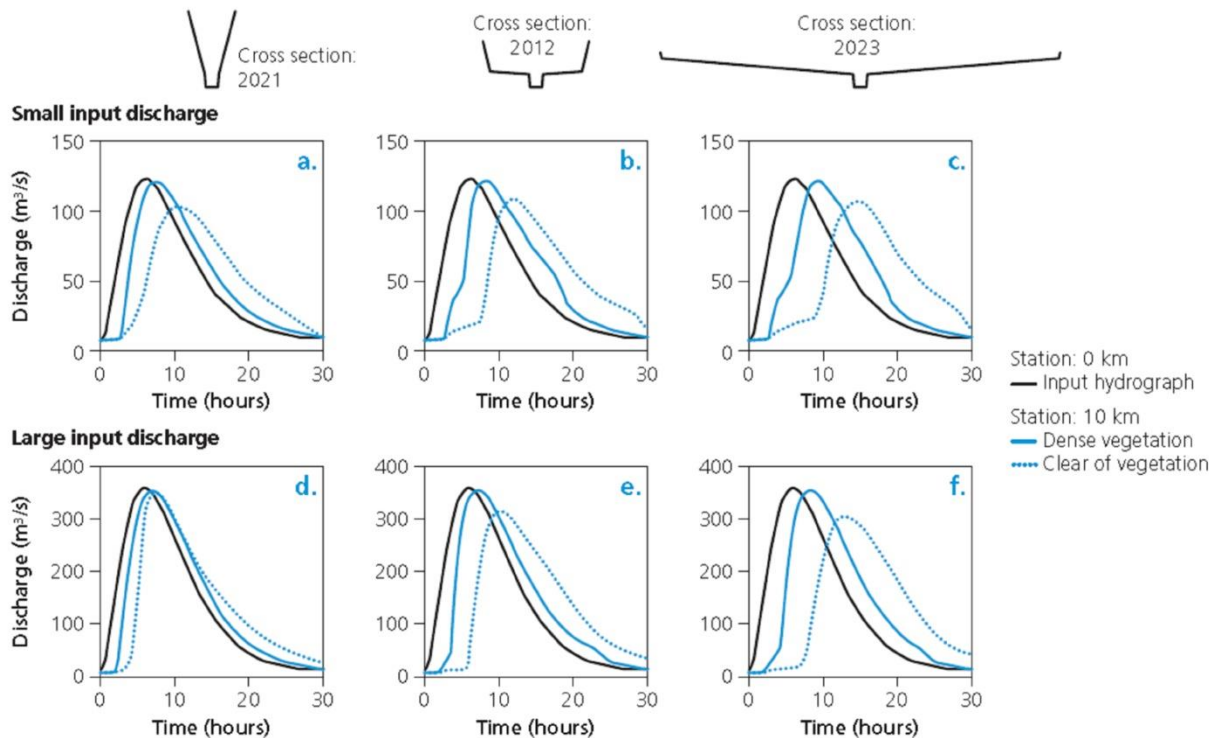 Cross section:
2021
Cross section:
2012
Cross section:
2023
Small input discharge
Discharge (m³/s)
150
100
50
0
a.
0 10 20 30
Time (hours)
150
100
50
0
b.
0 10 20 30
Time (hours)
150
100
50
0
c.
0 10 20 30
Time (hours)
Station: 0 km
Input hydrograph
Station: 10 km
Dense vegetation
Clear of vegetation
Large input discharge
Discharge (m³/s)
400
300
200
100
0
d.
0 10 20 30
Time (hours)
400
300
200
100
0
e.
0 10 20 30
Time (hours)
400
300
200
100
0
f.
0 10 20 30
Time (hours)